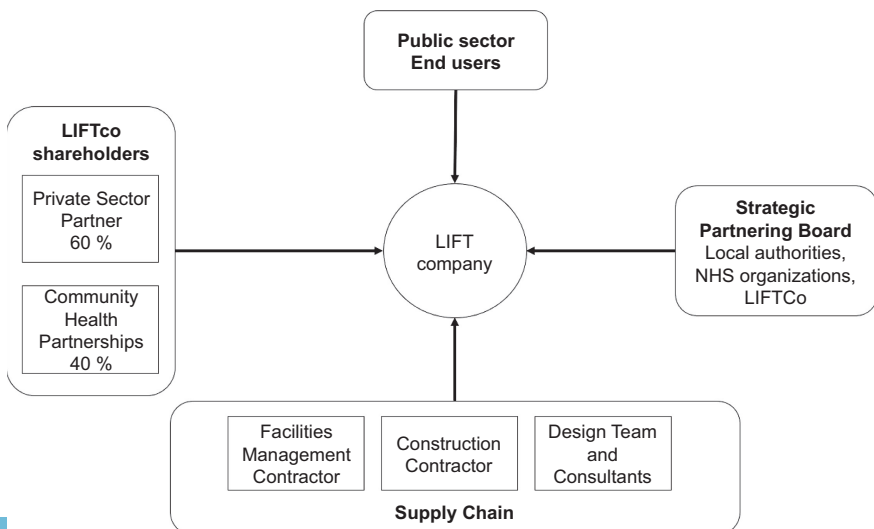 Public sector
End users
LIFTco
shareholders
Private Sector
Partner
60 %
Community
Health
Partnerships
40 %
LIFT
company
Strategic
Partnering Board
Local authorities,
NHS organizations,
LIFTCo
Facilities
Management
Contractor
Construction
Contractor
Design Team
and
Consultants
Supply Chain